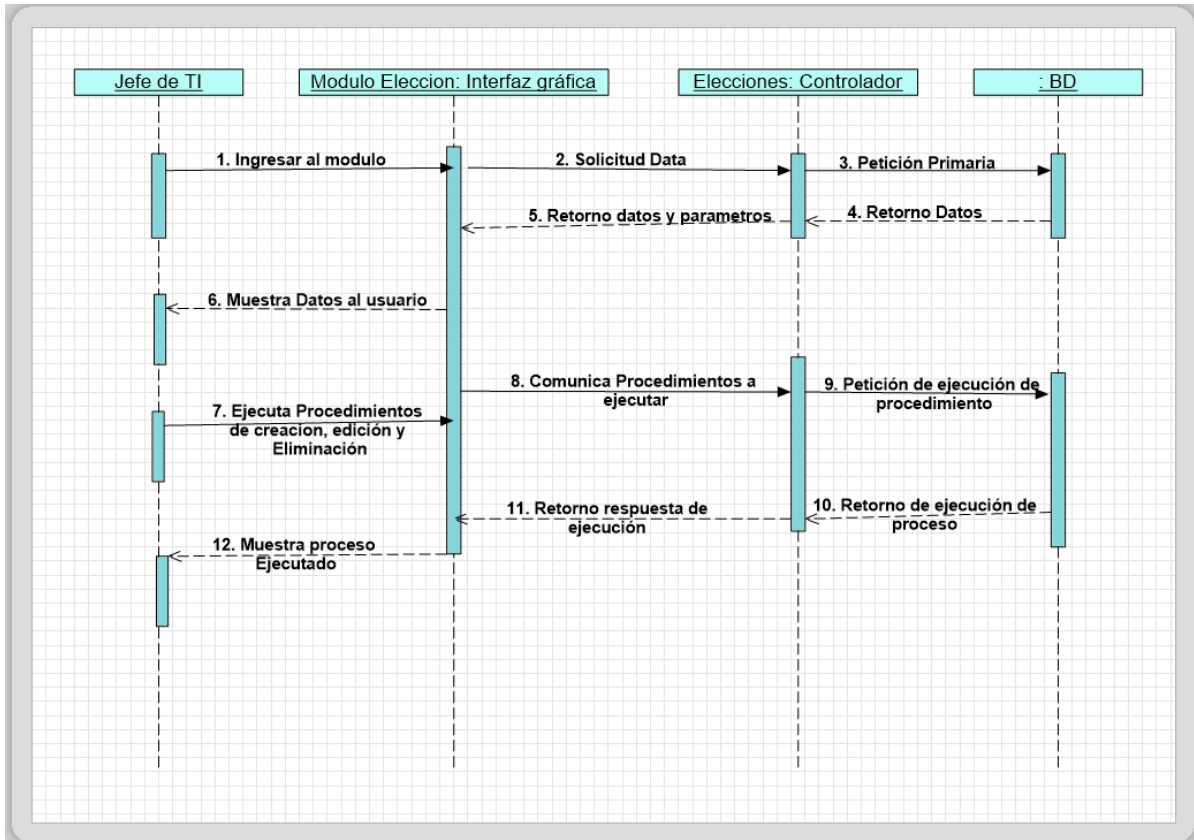 Jefe de TI
Modulo Eleccion: Interfaz gráfica
Elecciones: Controlador
: BD
1. Ingresar al modulo
2. Solicitud Data
3. Petición Primaria
5. Retorno datos y parametros
4. Retorno Datos
6. Muestra Datos al usuario
8. Comunica Procedimientos a
ejecutar
9. Petición de ejecución de
procedimiento
7. Ejecuta Procedimientos
de creacion, edición y
Eliminación
11. Retorno respuesta de
ejecución
10. Retorno de ejecución de
proceso
12. Muestra proceso
Ejecutado